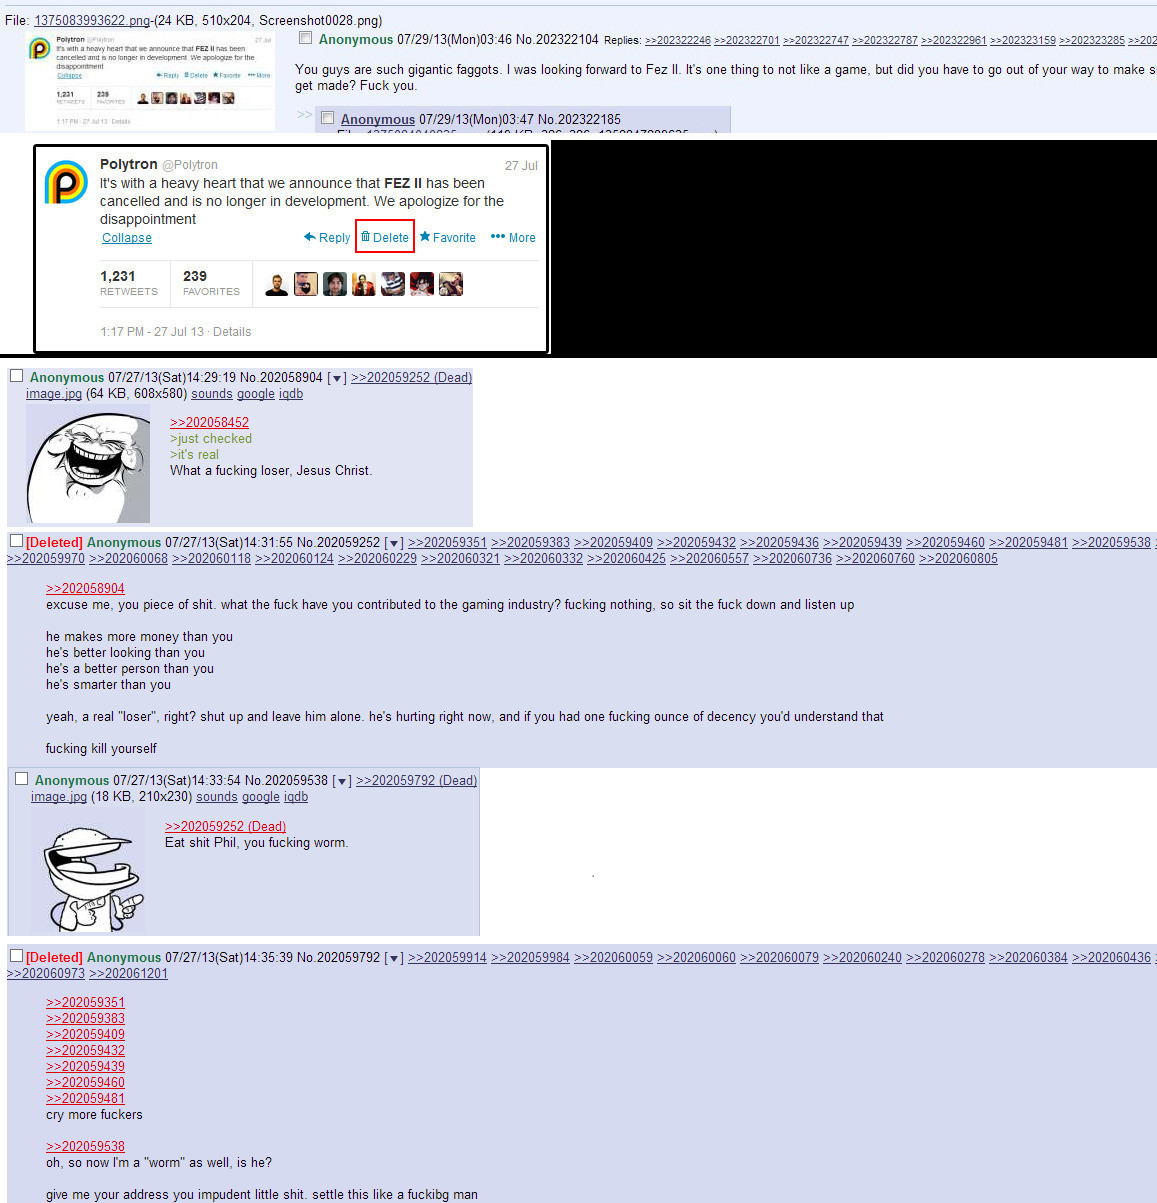 File: 1375083993622.png-(24 KB, 510x204, Screenshot0028.png)
Polytron @Polytron 27 Jul
It's with a heavy heart that we announce that FEZ II has been
cancelled and is no longer in development. We apologize for the
disappointment
Collapse Reply Delete Favorite More
1,231 239
RETWEETS FAVORITES
1:17 PM - 27 Jul 13 · Details
Anonymous 07/29/13(Mon)03:46 No.202322104 Replies: >>202322246 >>202322701 >>202322747 >>202322787 >>202322961 >>202323159 >>202323285 >>202
You guys are such gigantic faggots. I was looking forward to Fez II. It's one thing to not like a game, but did you have to go out of your way to make s
get made? Fuck you.
>> Anonymous 07/29/13(Mon)03:47 No.202322185
Polytron @Polytron 27 Jul
It's with a heavy heart that we announce that FEZ II has been
cancelled and is no longer in development. We apologize for the
disappointment
Collapse Reply Delete Favorite ••• More
1,231 239
RETWEETS FAVORITES
1:17 PM - 27 Jul 13 · Details
Anonymous 07/27/13(Sat)14:29:19 No.202058904 [▼] >>202059252 (Dead)
image.jpg (64 KB, 608x580) sounds google iqdb
>>202058452
>just checked
>it's real
What a fucking loser, Jesus Christ.
[Deleted] Anonymous 07/27/13(Sat)14:31:55 No.202059252 [▼] >>202059351 >>202059383 >>202059409 >>202059432 >>202059436 >>202059439 >>202059460 >>202059481 >>202059538
>>202059970 >>202060068 >>202060118 >>202060124 >>202060229 >>202060321 >>202060332 >>202060425 >>202060557 >>202060736 >>202060760 >>202060805
>>202058904
excuse me, you piece of shit. what the fuck have you contributed to the gaming industry? fucking nothing, so sit the fuck down and listen up
he makes more money than you
he's better looking than you
he's a better person than you
he's smarter than you
yeah, a real "loser", right? shut up and leave him alone. he's hurting right now, and if you had one fucking ounce of decency you'd understand that
fucking kill yourself
Anonymous 07/27/13(Sat)14:33:54 No.202059538 [▼] >>202059792 (Dead)
image.jpg (18 KB, 210x230) sounds google iqdb
>>202059252 (Dead)
Eat shit Phil, you fucking worm.
[Deleted] Anonymous 07/27/13(Sat)14:35:39 No.202059792 [▼] >>202059914 >>202059984 >>202060059 >>202060060 >>202060079 >>202060240 >>202060278 >>202060384 >>202060436
>>202060973 >>202061201
>>202059351
>>202059383
>>202059409
>>202059432
>>202059439
>>202059460
>>202059481
cry more fuckers
>>202059538
oh, so now I'm a "worm" as well, is he?
give me your address you impudent little shit. settle this like a fuckibg man